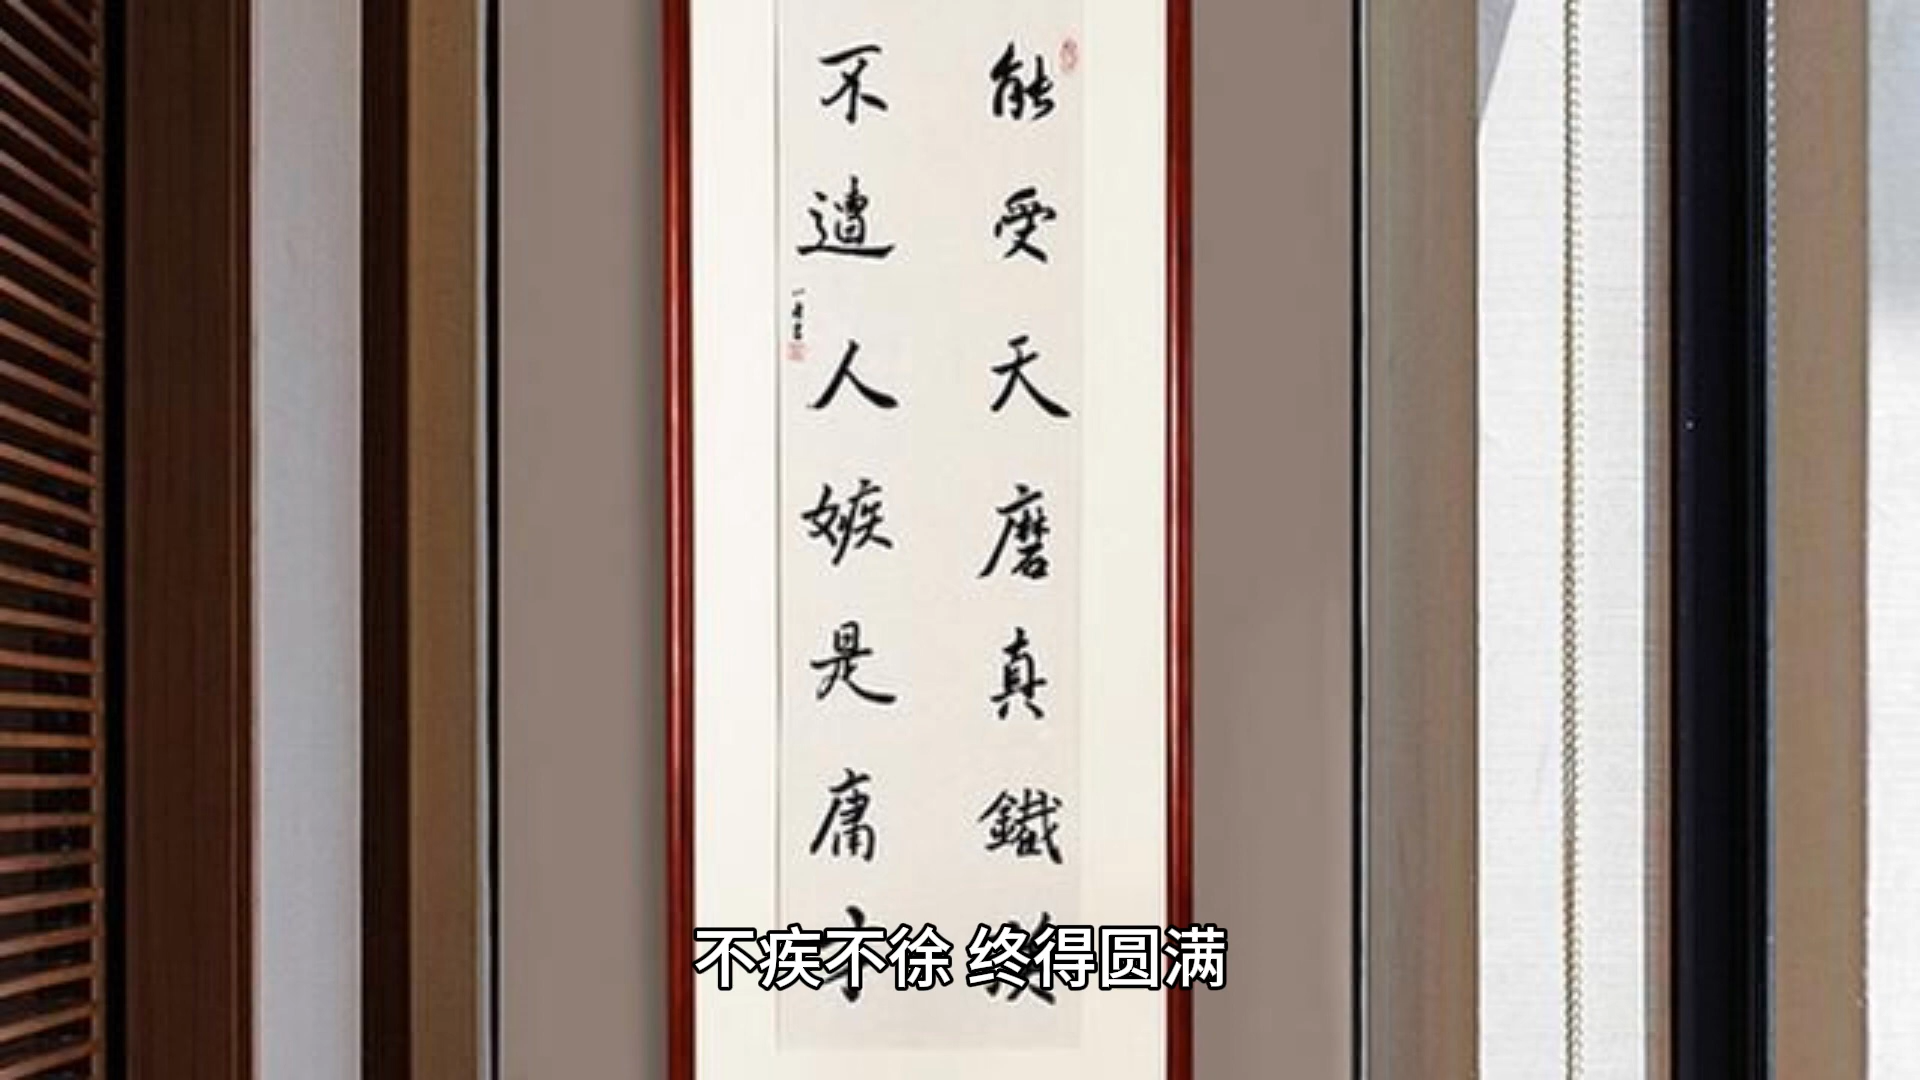 能受天磨真鐵
不遭人嫉是庸才
不疾不徐 终得圆满